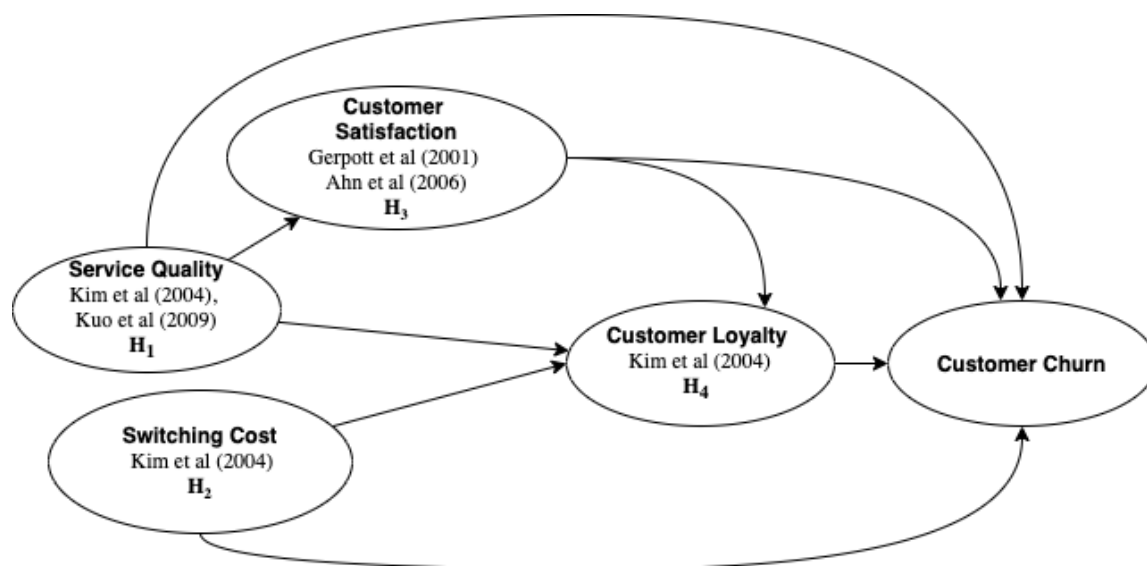 Customer
Satisfaction
Gerpott et al (2001)
Ahn et al (2006)
H₃
Service Quality
Kim et al (2004),
Kuo et al (2009)
H₁
Customer Loyalty
Kim et al (2004)
H₄
Customer Churn
Switching Cost
Kim et al (2004)
H₂